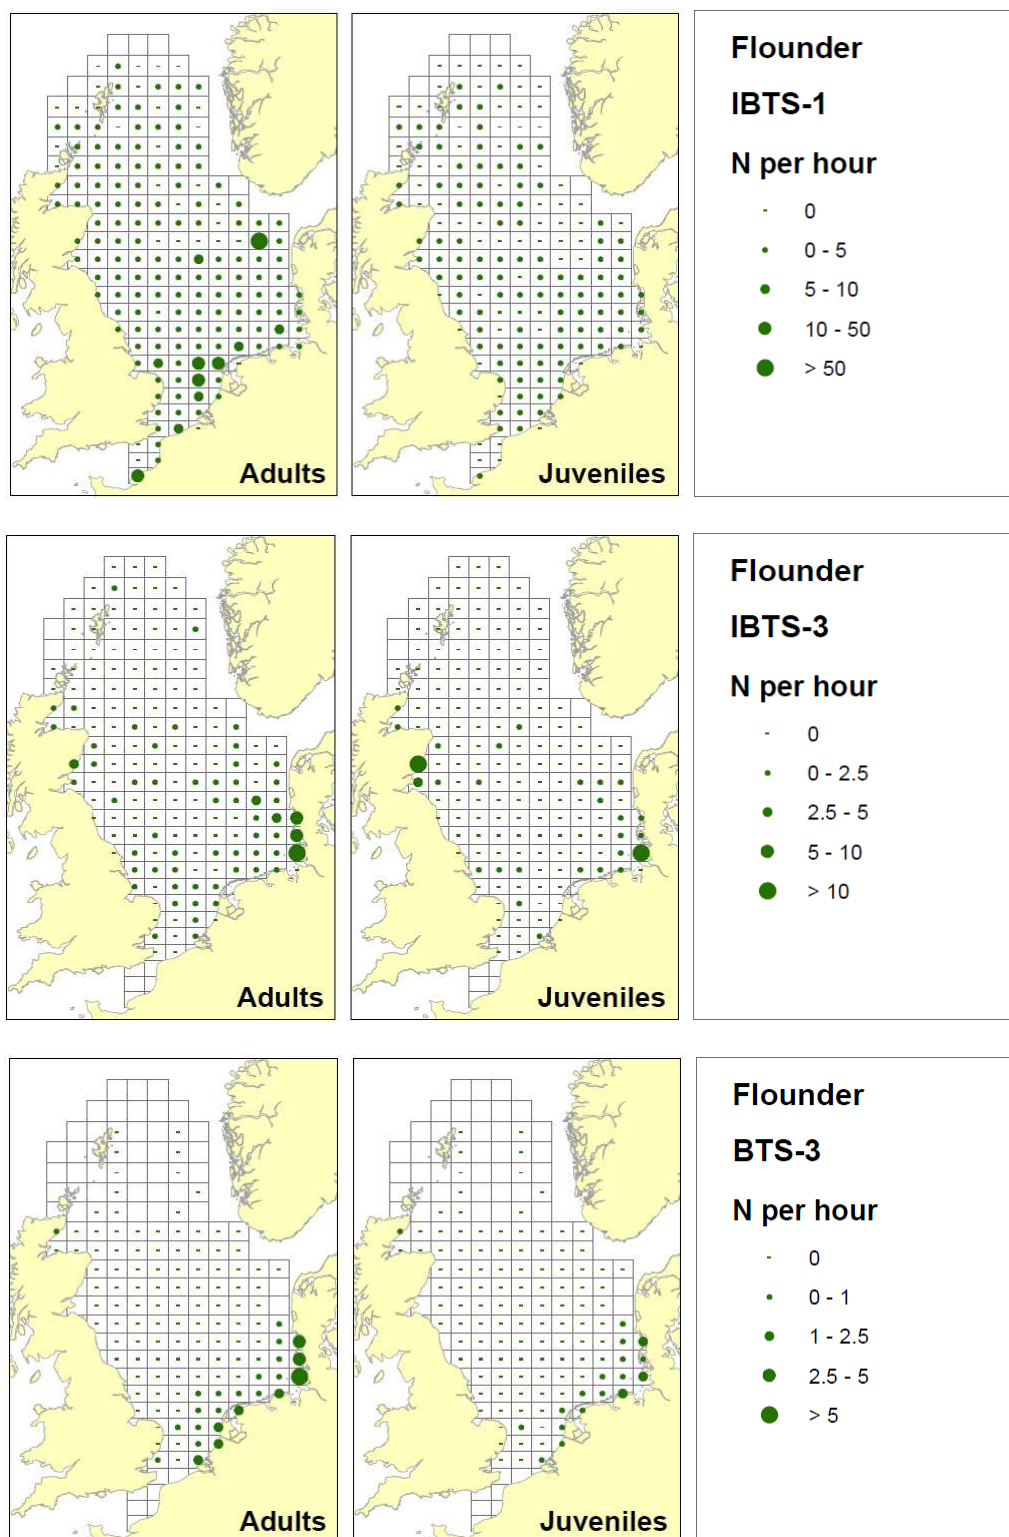 Adults
Juveniles
Flounder
IBTS-1
N per hour
0
0 - 5
5 - 10
10 - 50
> 50
Adults
Juveniles
Flounder
IBTS-3
N per hour
0
0 - 2.5
2.5 - 5
5 - 10
> 10
Adults
Juveniles
Flounder
BTS-3
N per hour
0
0 - 1
1 - 2.5
2.5 - 5
> 5